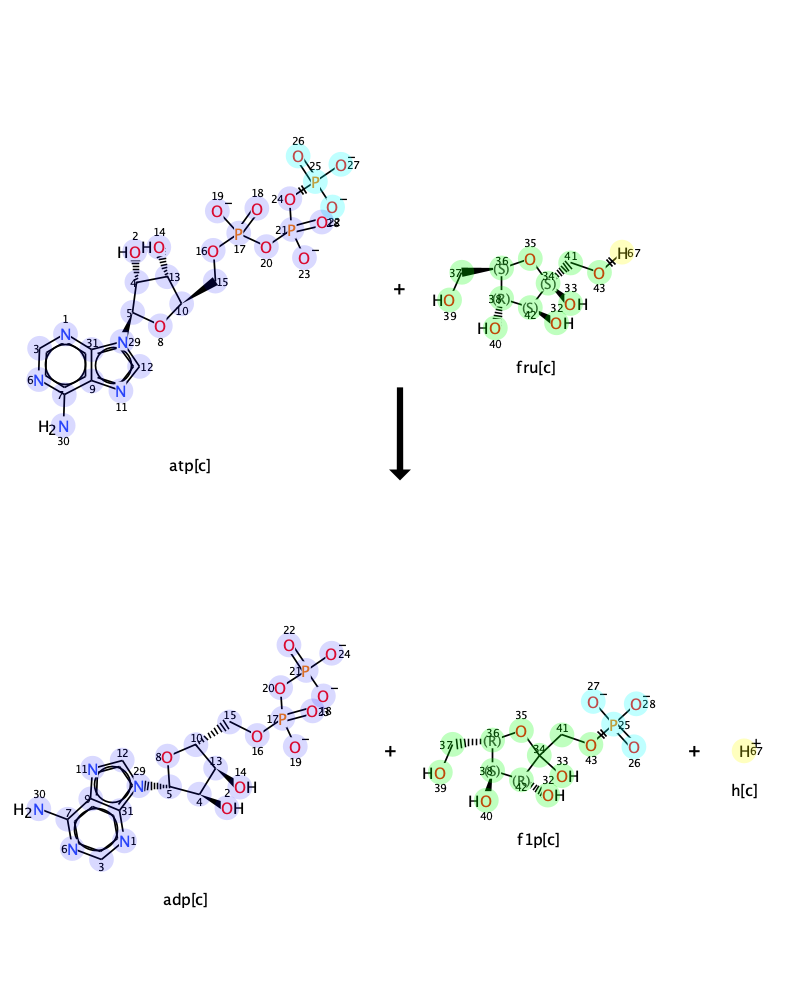 26
25
27
O
O
–
P
18
19
24
O
–
O
O
O
–
2
14
21
O
28
HO
HO
16
O
P
17
O
20
P
O
23
–
4
13
15
5
10
O
8
1
N
31
N
29
3
12
6
N
7
9
N
11
H2
N
30
atp[c]
+
35
41
H
67
37
36
O
(S)
34
O
43
(S)
33
HO
39
38
(R)
(S)
42
32
OH
OH
HO
40
fru[c]
22
O
21
P
O
–
24
20
O
O
–
17
P
O
18
15
16
O
O
–
19
10
12
8
O
13
11
N
29
14
OH
30
N
5
4
2
OH
H2
N
7
9
31
6
N
N
1
3
adp[c]
+
27
–
O
O
–
28
25
P
35
O
41
37
36
(R)
34
O
43
O
26
HO
39
38
(S)
(R)
42
33
OH
32
OH
HO
40
f1p[c]
+
H
+
67
h[c]